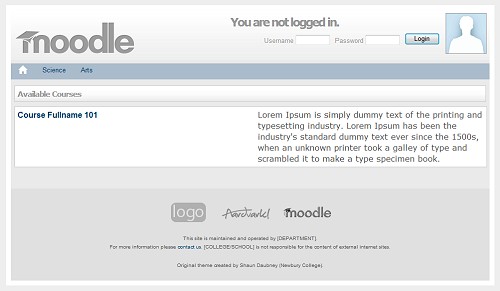 moodle
You are not logged in.
Username Password Login
Science Arts
Available Courses
Course Fullname 101
Lorem Ipsum is simply dummy text of the printing and
typesetting industry. Lorem Ipsum has been the
industry's standard dummy text ever since the 1500s,
when an unknown printer took a galley of type and
scrambled it to make a type specimen book.
logo Aardvark! moodle
This site is maintained and operated by [DEPARTMENT].
For more information please contact us. [COLLEGE/SCHOOL] is not responsible for the content of external internet sites.
Original theme created by Shaun Daubney (Newbury College).